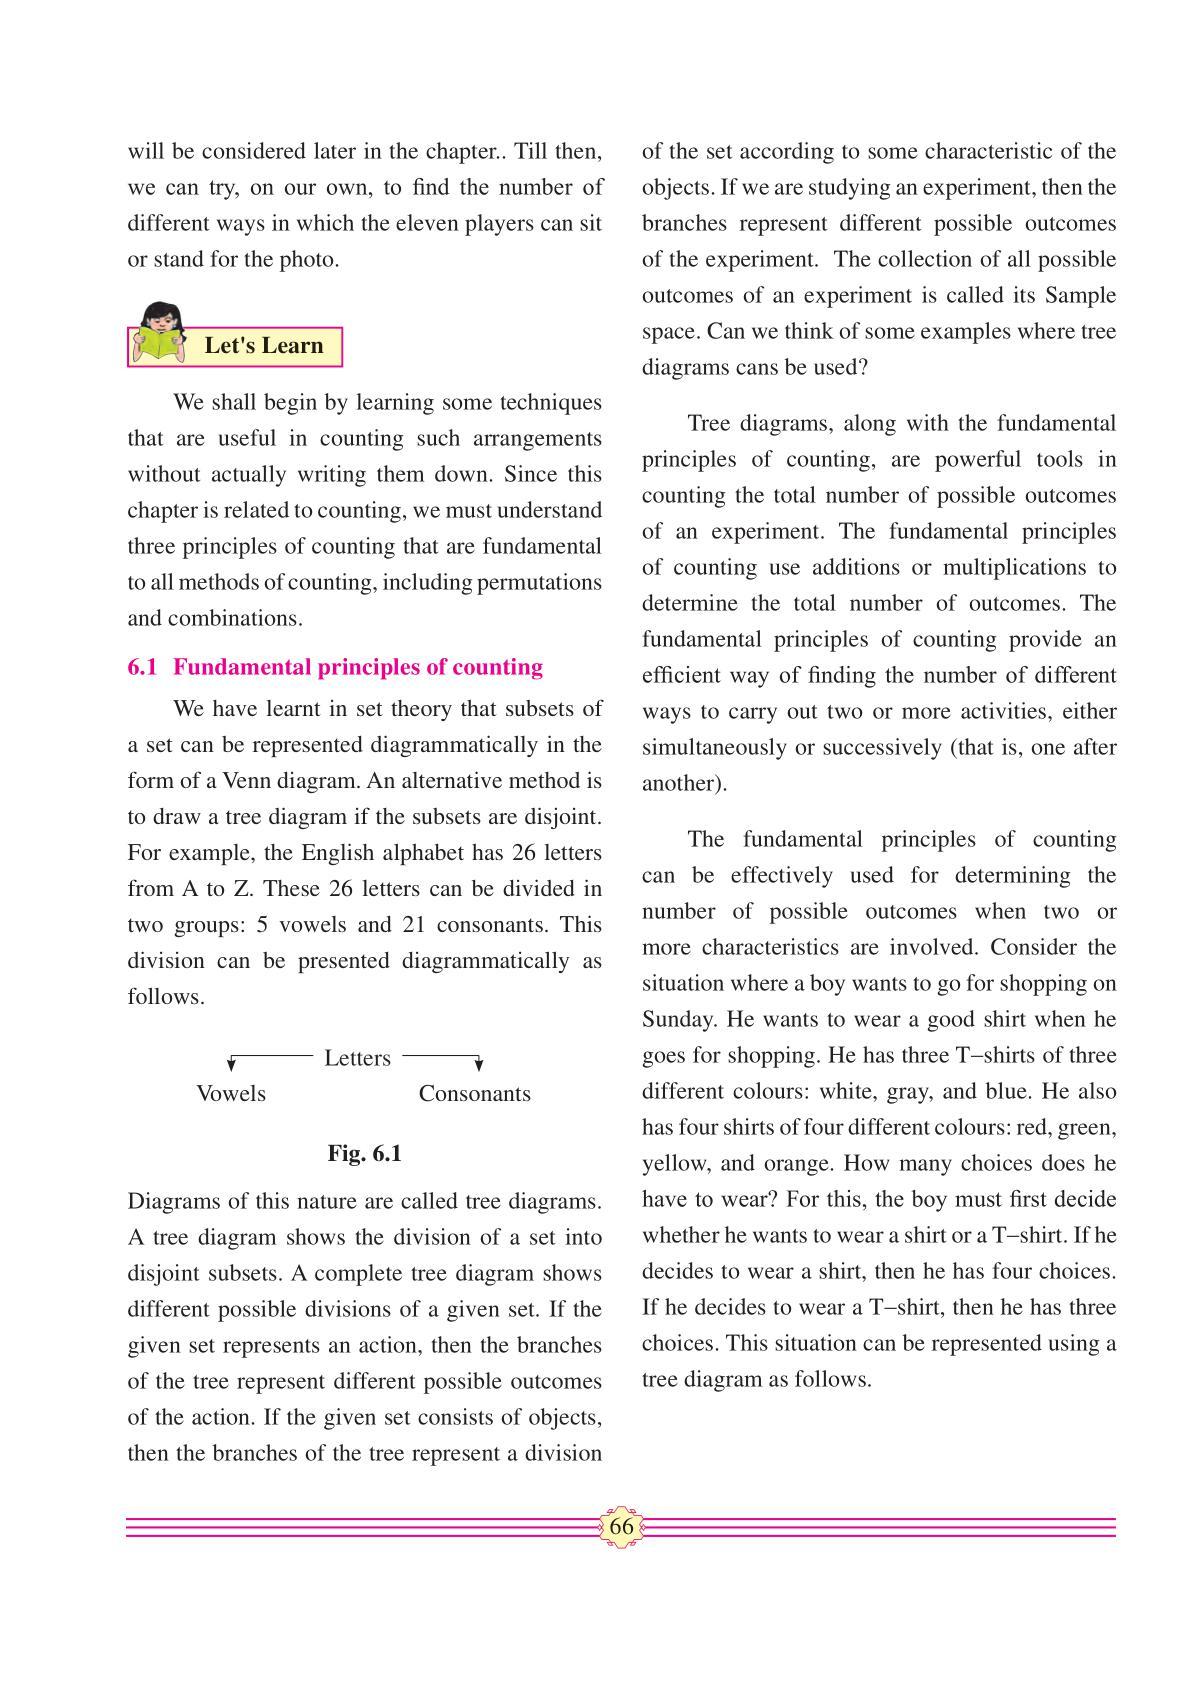 will be considered later in the chapter.. Till then,
we can try, on our own, to find the number of
different ways in which the eleven players can sit
or stand for the photo.
Let's Learn
We shall begin by learning some techniques
that are useful in counting such arrangements
without actually writing them down. Since this
chapter is related to counting, we must understand
three principles of counting that are fundamental
to all methods of counting, including permutations
and combinations.
6.1 Fundamental principles of counting
We have learnt in set theory that subsets of
a set can be represented diagrammatically in the
form of a Venn diagram. An alternative method is
to draw a tree diagram if the subsets are disjoint.
For example, the English alphabet has 26 letters
from A to Z. These 26 letters can be divided in
two groups: 5 vowels and 21 consonants. This
division can be presented diagrammatically as
follows.
Letters
Vowels Consonants
Fig. 6.1
Diagrams of this nature are called tree diagrams.
A tree diagram shows the division of a set into
disjoint subsets. A complete tree diagram shows
different possible divisions of a given set. If the
given set represents an action, then the branches
of the tree represent different possible outcomes
of the action. If the given set consists of objects,
then the branches of the tree represent a division
of the set according to some characteristic of the
objects. If we are studying an experiment, then the
branches represent different possible outcomes
of the experiment. The collection of all possible
outcomes of an experiment is called its Sample
space. Can we think of some examples where tree
diagrams cans be used?
Tree diagrams, along with the fundamental
principles of counting, are powerful tools in
counting the total number of possible outcomes
of an experiment. The fundamental principles
of counting use additions or multiplications to
determine the total number of outcomes. The
fundamental principles of counting provide an
efficient way of finding the number of different
ways to carry out two or more activities, either
simultaneously or successively (that is, one after
another).
The fundamental principles of counting
can be effectively used for determining the
number of possible outcomes when two or
more characteristics are involved. Consider the
situation where a boy wants to go for shopping on
Sunday. He wants to wear a good shirt when he
goes for shopping. He has three T–shirts of three
different colours: white, gray, and blue. He also
has four shirts of four different colours: red, green,
yellow, and orange. How many choices does he
have to wear? For this, the boy must first decide
whether he wants to wear a shirt or a T–shirt. If he
decides to wear a shirt, then he has four choices.
If he decides to wear a T–shirt, then he has three
choices. This situation can be represented using a
tree diagram as follows.
66